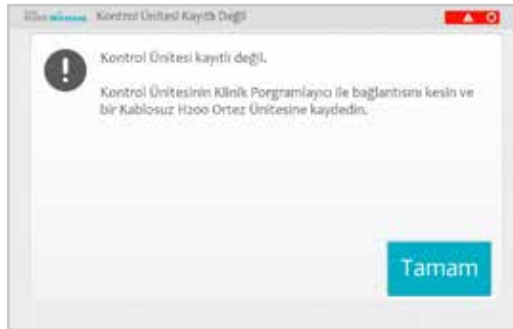 Kontrol Ünitesi Kayıtlı Değil
Kontrol Ünitesi kayıtlı değil.
Kontrol Ünitesinin Klinik Porgramlayıcı ile bağlantısını kesin ve
bir Kablosuz H200 Ortez Ünitesine kaydedin.
Tamam